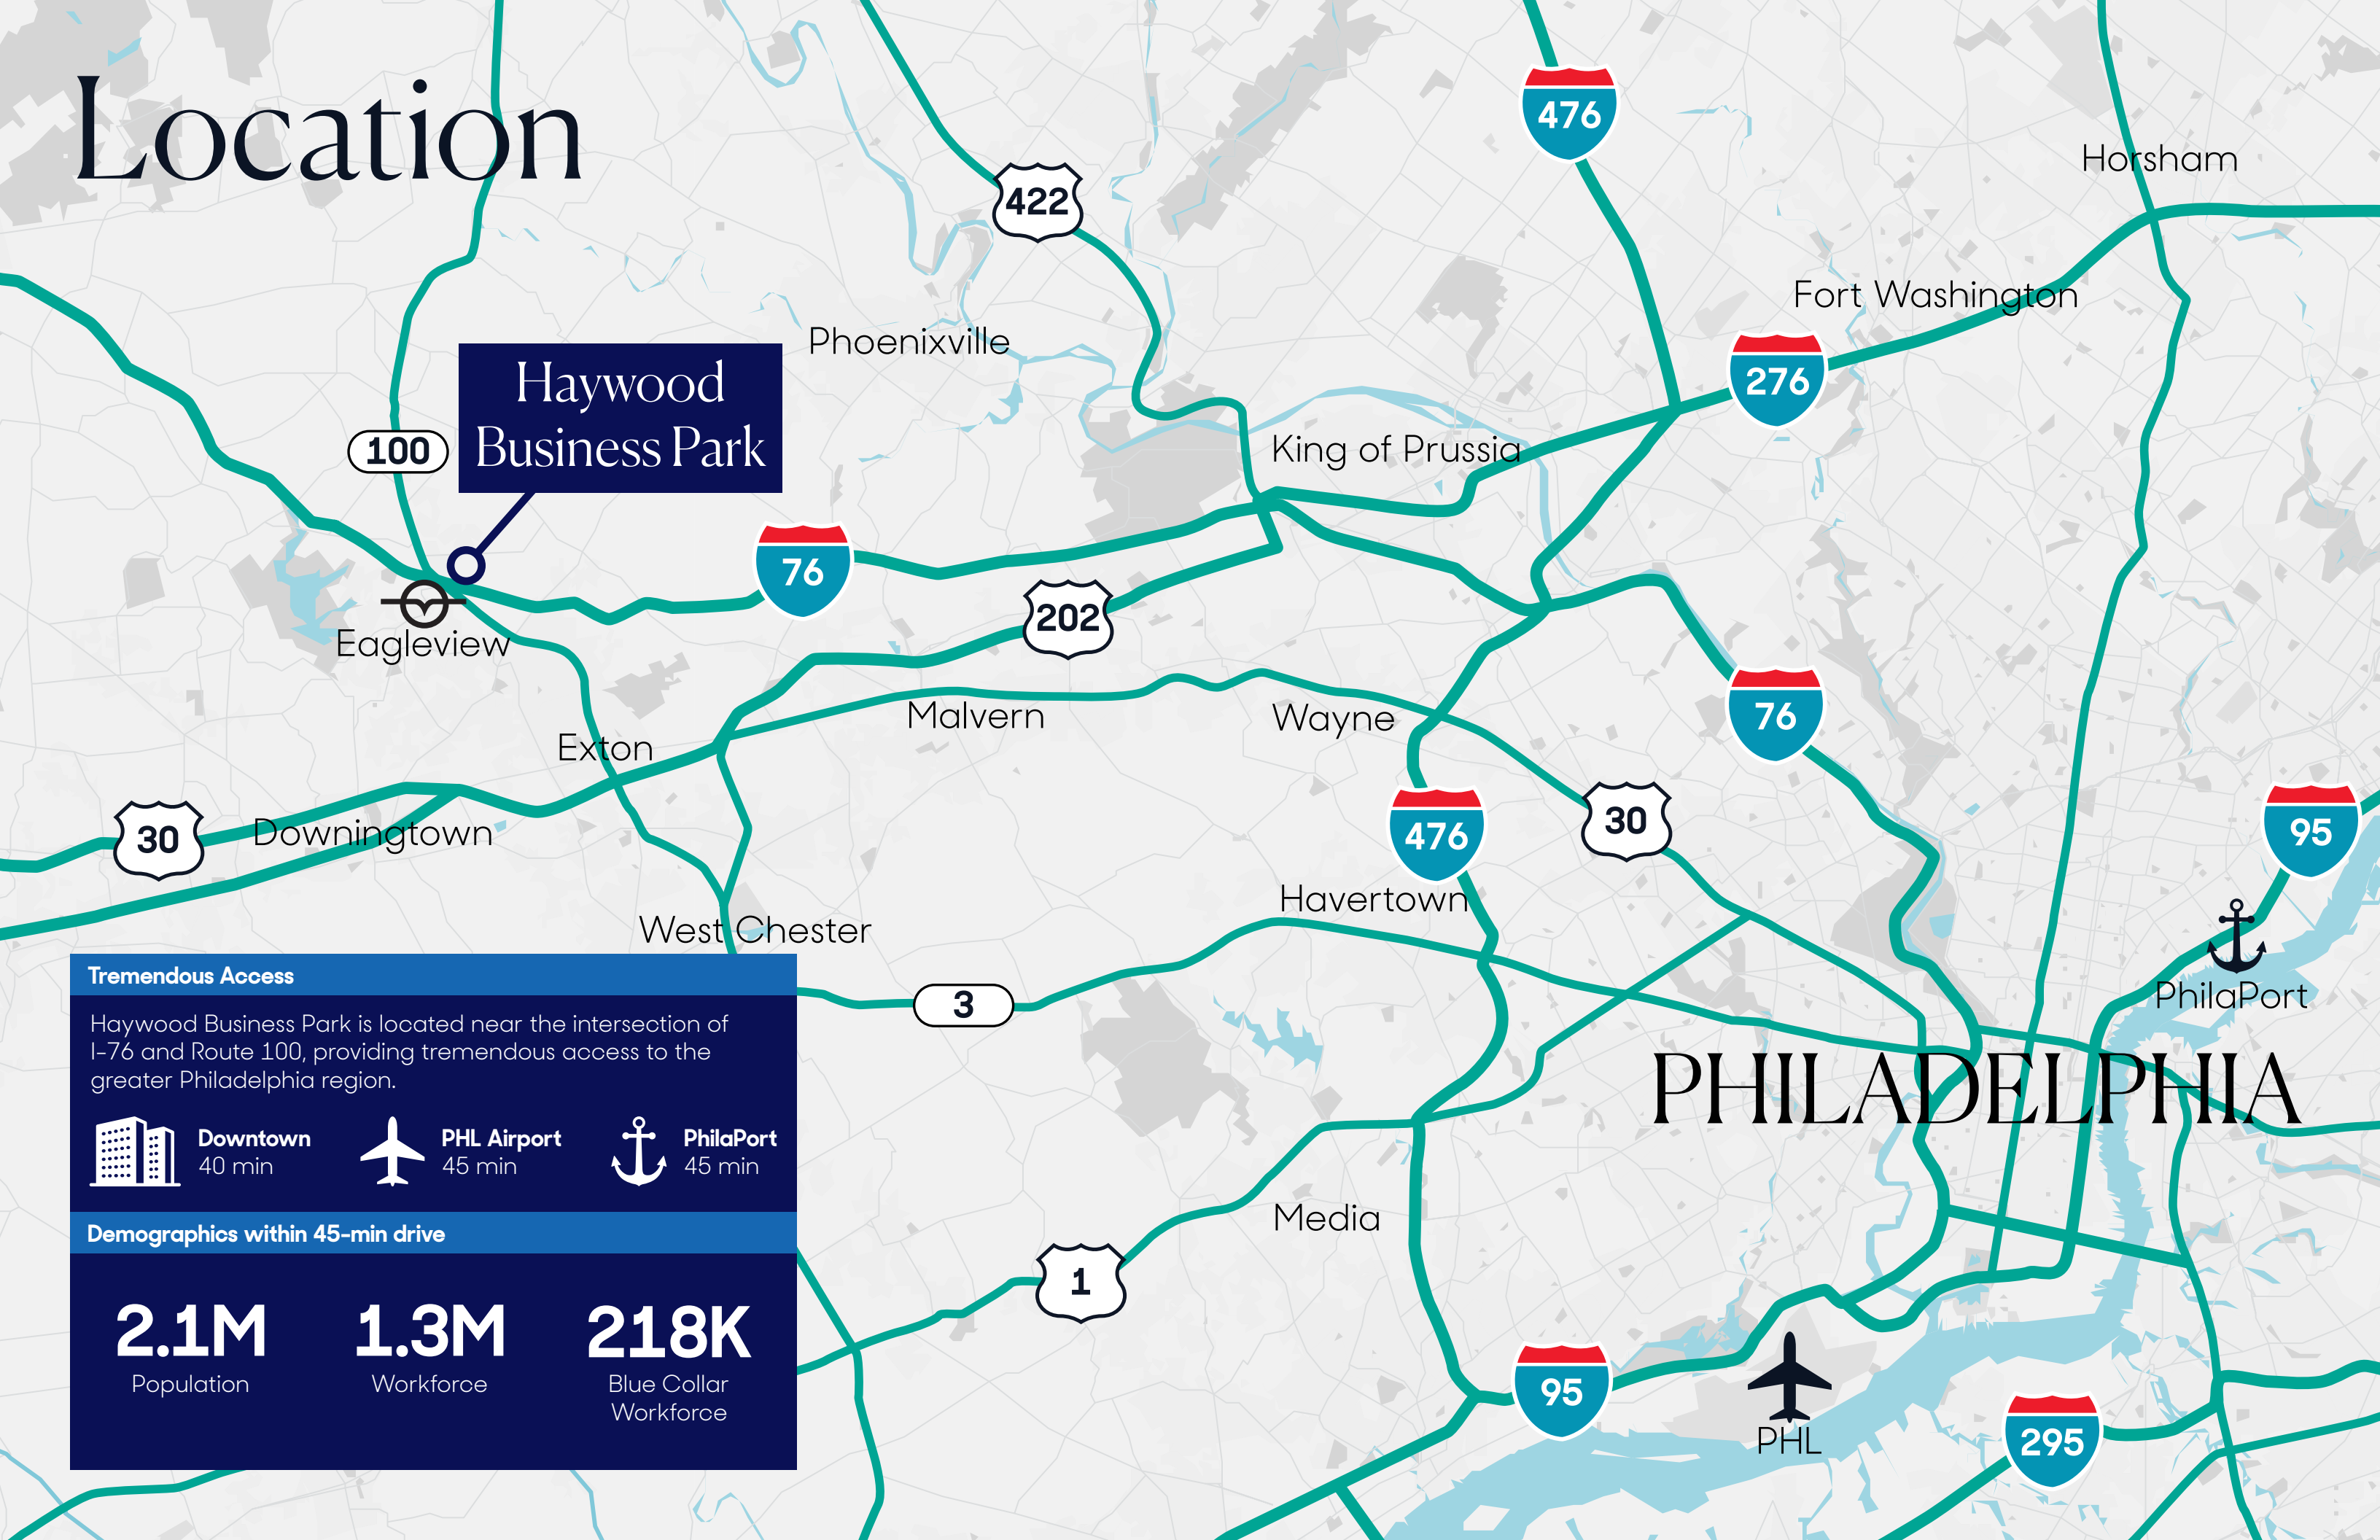 Location
476
Horsham
422
Fort Washington
Phoenixville
276
Haywood
Business Park
100
King of Prussia
76
202
Eagleview
76
Malvern
Wayne
Exton
30
Downingtown
476
30
95
Havertown
West Chester
PhilaPort
3
PHILADELPHIA
Tremendous Access
Haywood Business Park is located near the intersection of
I-76 and Route 100, providing tremendous access to the
greater Philadelphia region.
Downtown
40 min
PHL Airport
45 min
PhilaPort
45 min
Demographics within 45-min drive
2.1M
Population
1.3M
Workforce
218K
Blue Collar
Workforce
Media
1
95
PHL
295